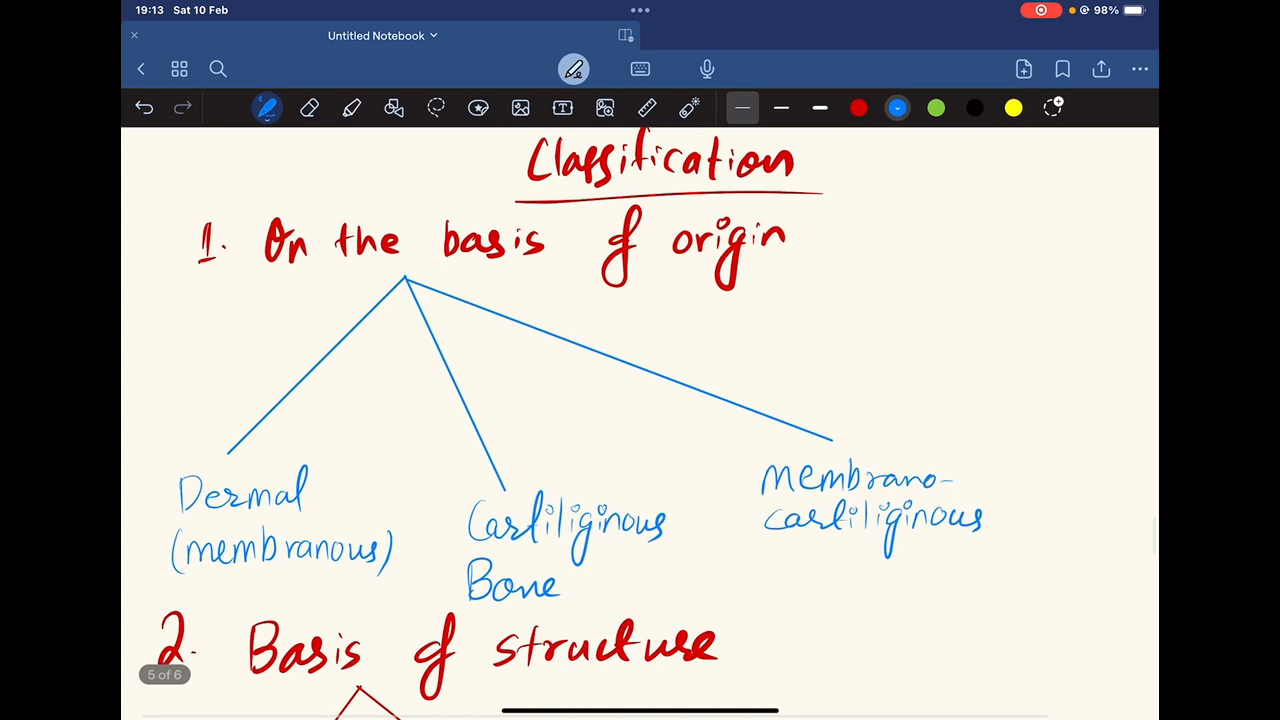 19:13 Sat 10 Feb
98%
Untitled Notebook
Classification
1. On the basis of origin
Dermal
(membranous)
Cartiliginous
Bone
Membrano-
cartiliginous
2. Basis of structure
5 of 6